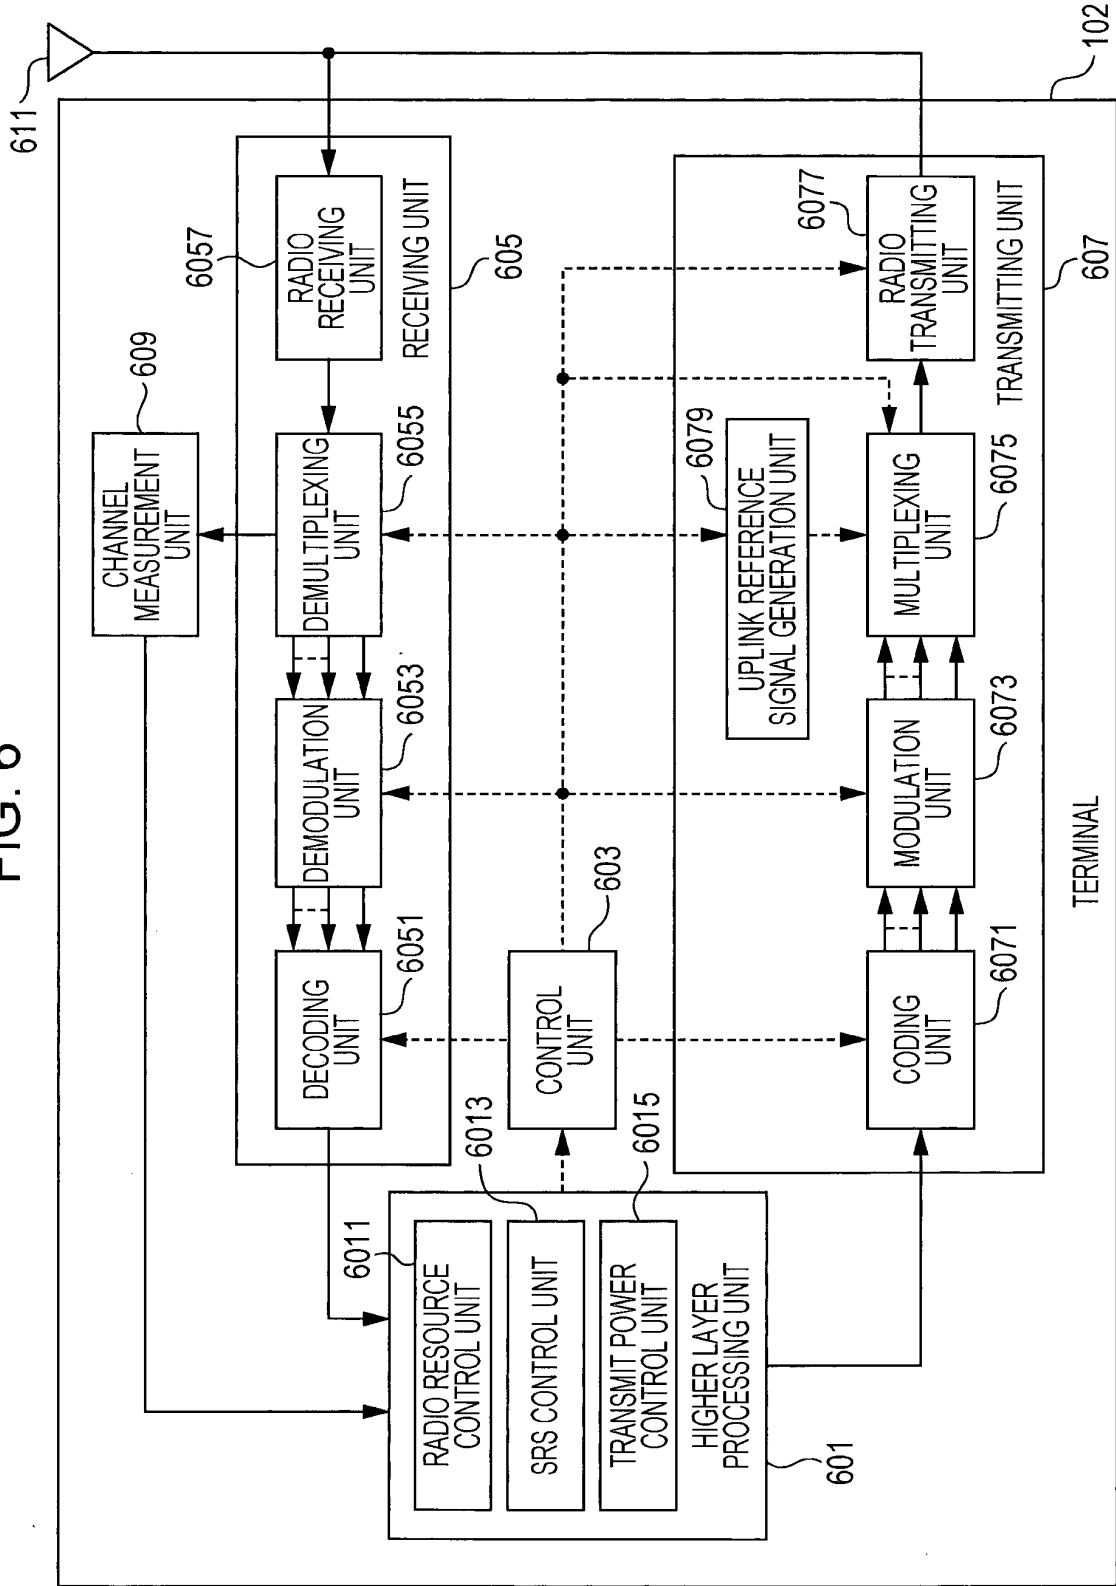 FIG. 6
611
102
CHANNEL
MEASUREMENT
UNIT
609
DECODING
UNIT
6051
DEMODULATION
UNIT
6053
DEMULTIPLEXING
UNIT
6055
RADIO
RECEIVING
UNIT
6057
RECEIVING UNIT
605
RADIO RESOURCE
CONTROL UNIT
6011
SRS CONTROL UNIT
6013
TRANSMIT POWER
CONTROL UNIT
6015
HIGHER LAYER
PROCESSING UNIT
601
CONTROL
UNIT
603
UPLINK REFERENCE
SIGNAL GENERATION UNIT
6079
CODING
UNIT
6071
MODULATION
UNIT
6073
MULTIPLEXING
UNIT
6075
RADIO
TRANSMITTING
UNIT
6077
TRANSMITTING UNIT
607
TERMINAL